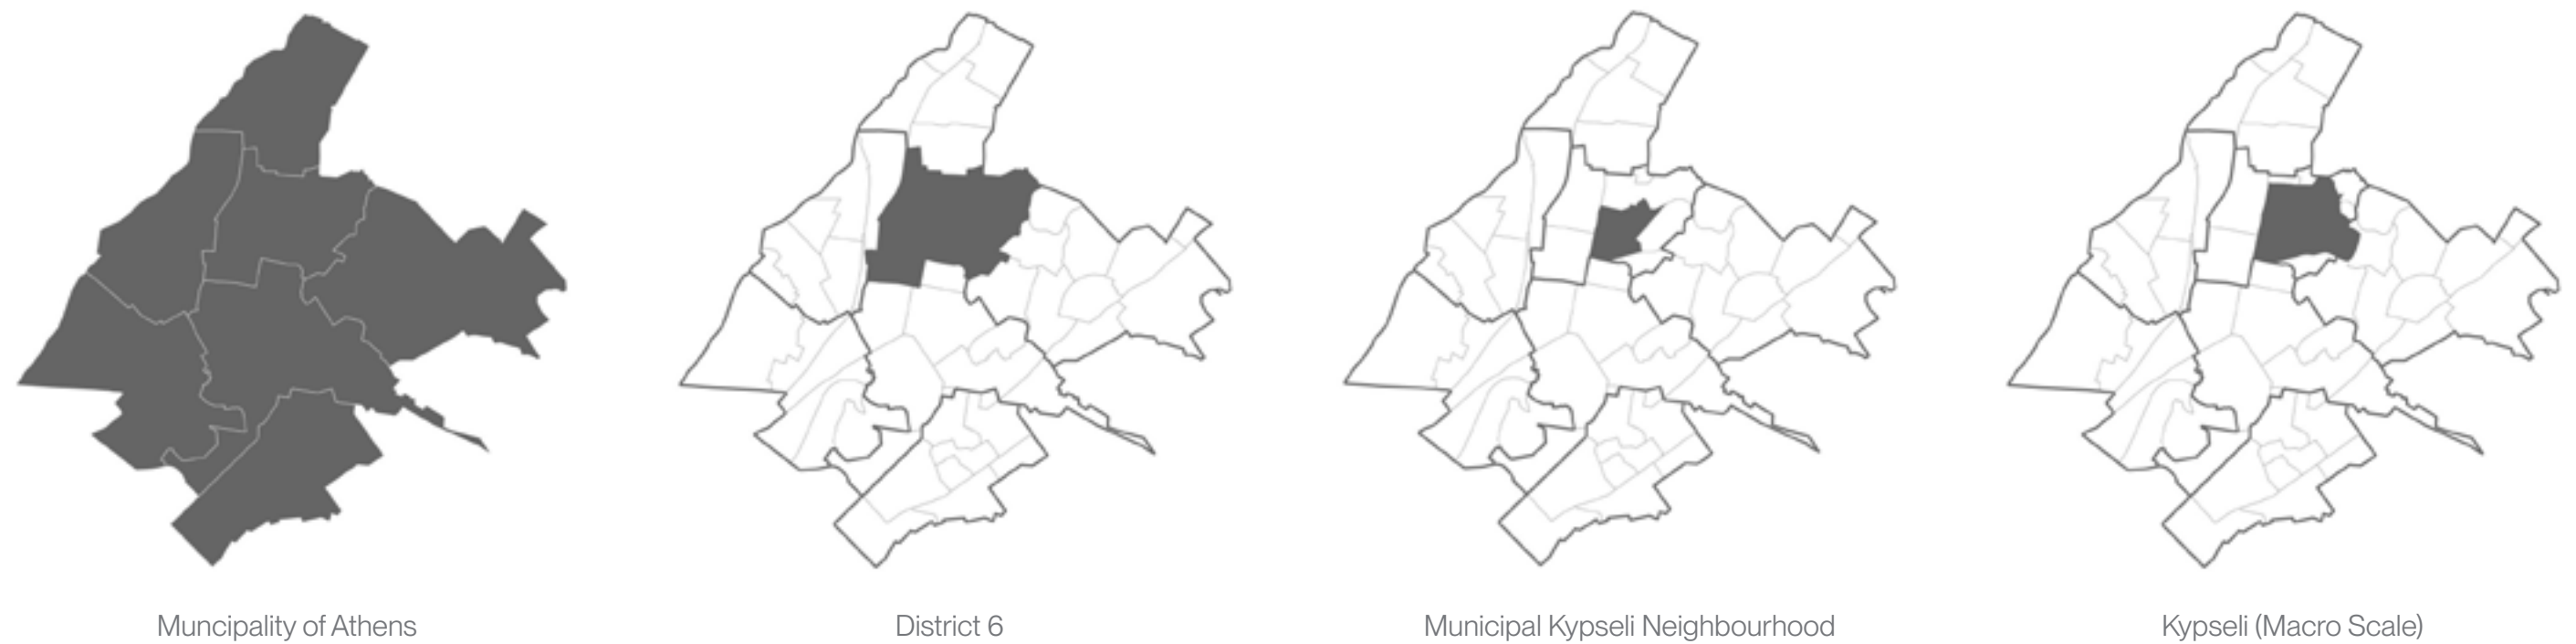 Muncipality of Athens
District 6
Municipal Kypseli Neighbourhood
Kypseli (Macro Scale)